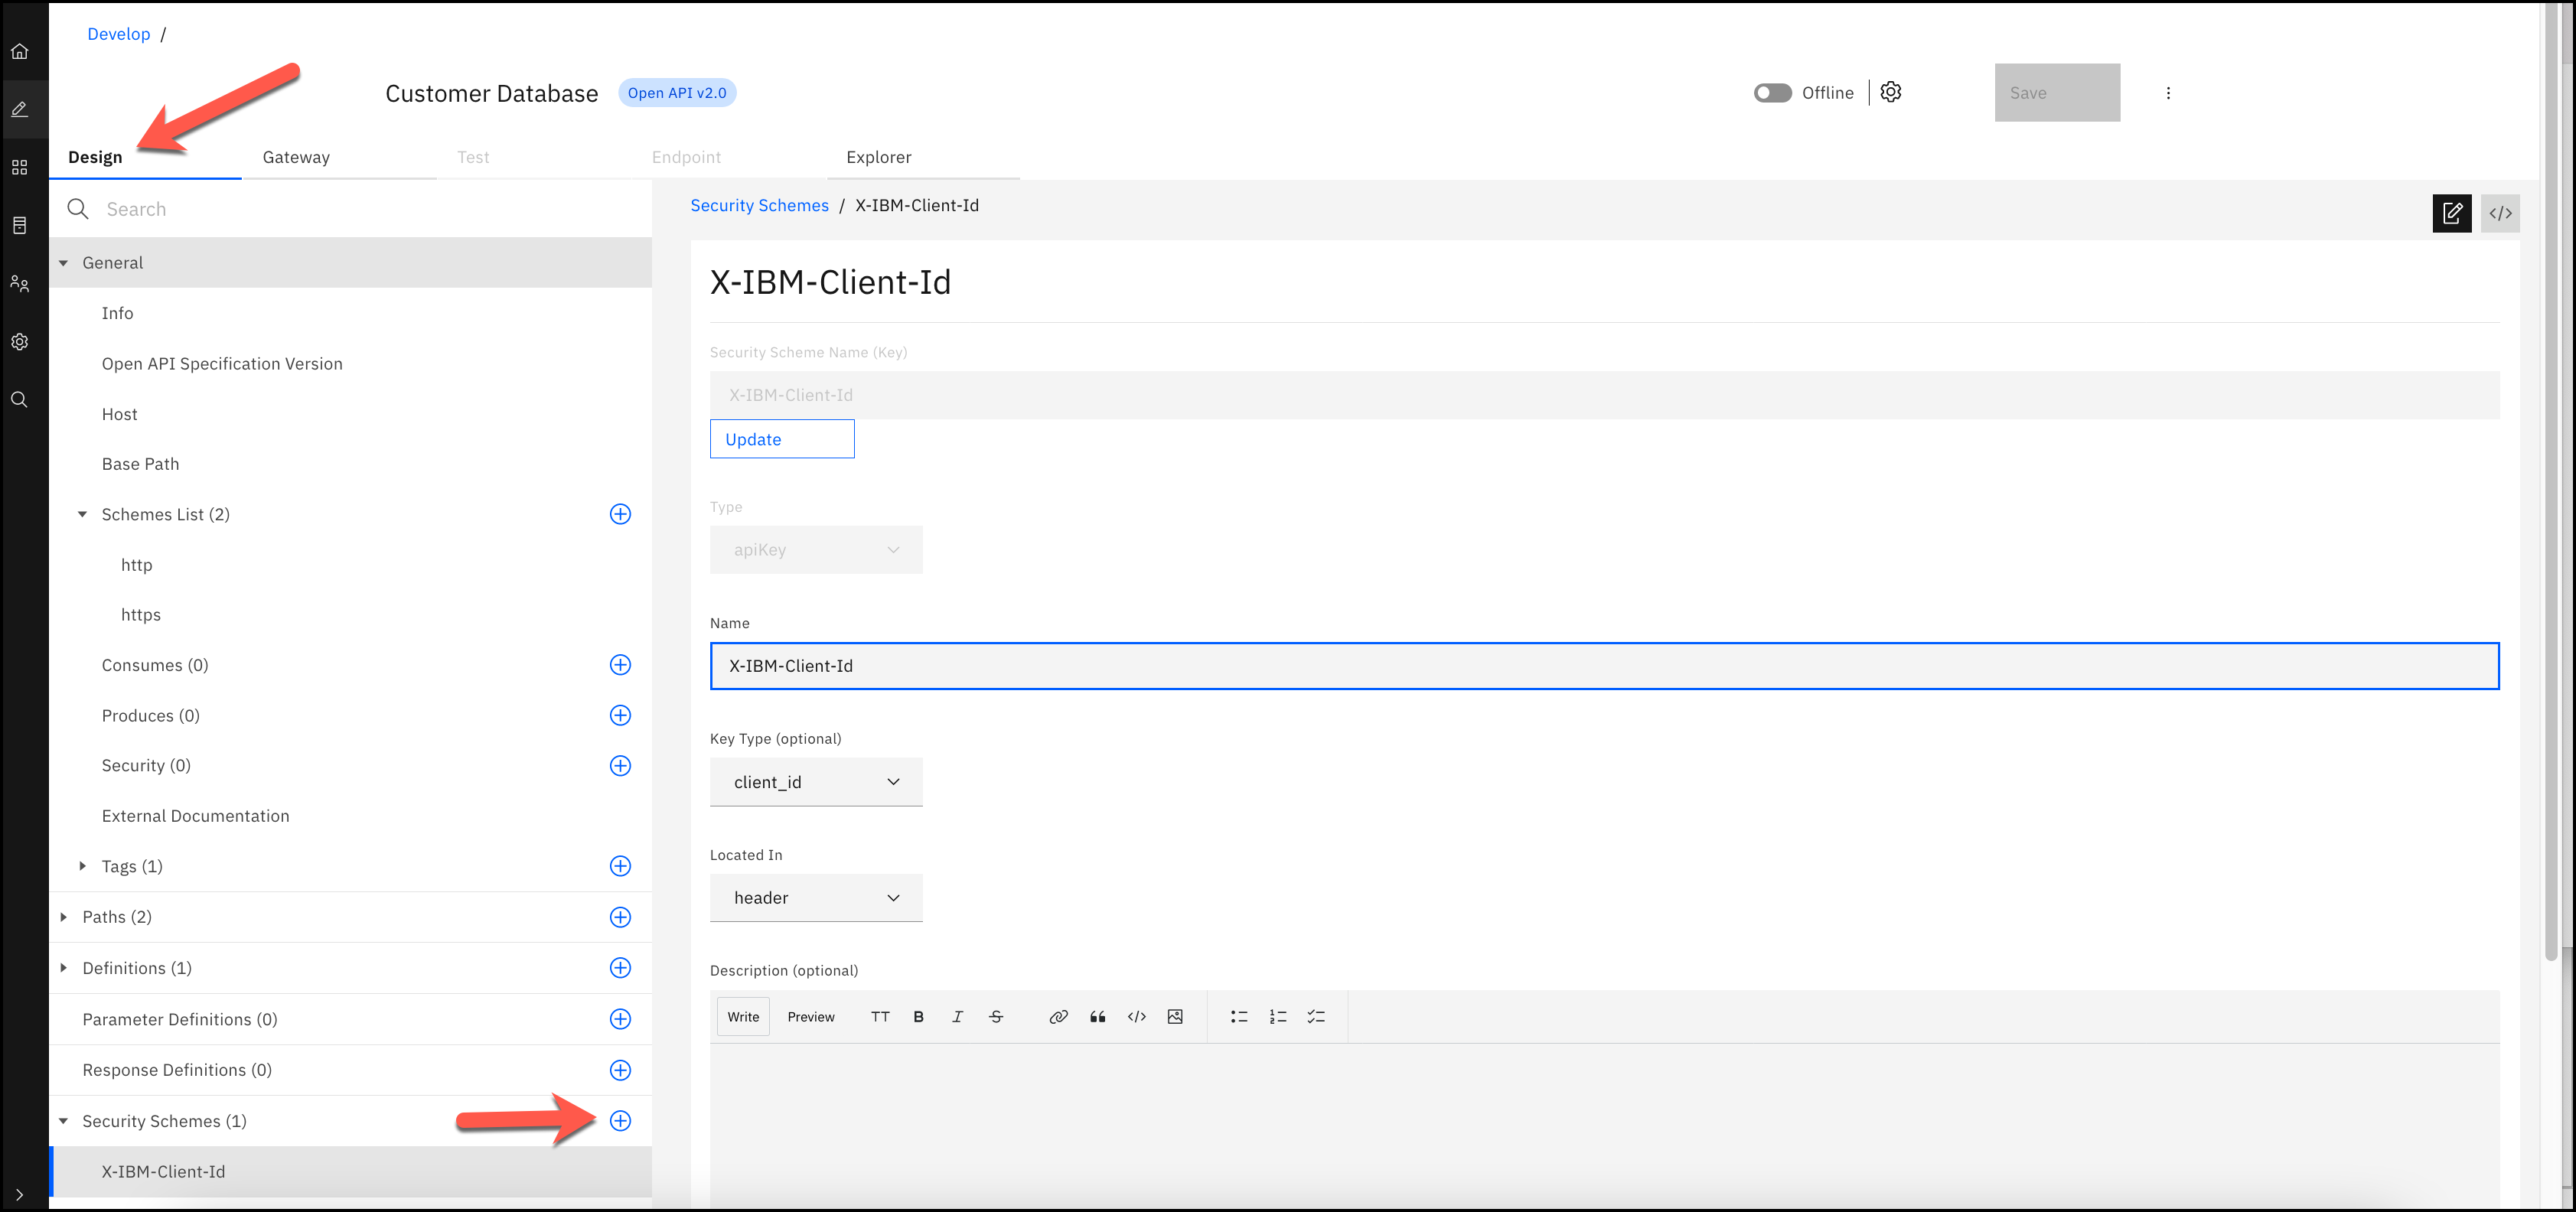 Develop /
Customer Database Open API v2.0 Offline Save
Design Gateway Test Endpoint Explorer
Search
General
Info
Open API Specification Version
Host
Base Path
Schemes List (2)
http
https
Consumes (0)
Produces (0)
Security (0)
External Documentation
Tags (1)
Paths (2)
Definitions (1)
Parameter Definitions (0)
Response Definitions (0)
Security Schemes (1)
X-IBM-Client-Id
Security Schemes / X-IBM-Client-Id
X-IBM-Client-Id
Security Scheme Name (Key)
X-IBM-Client-Id
Update
Type
apiKey
Name
X-IBM-Client-Id
Key Type (optional)
client_id
Located In
header
Description (optional)
Write Preview TT B I S